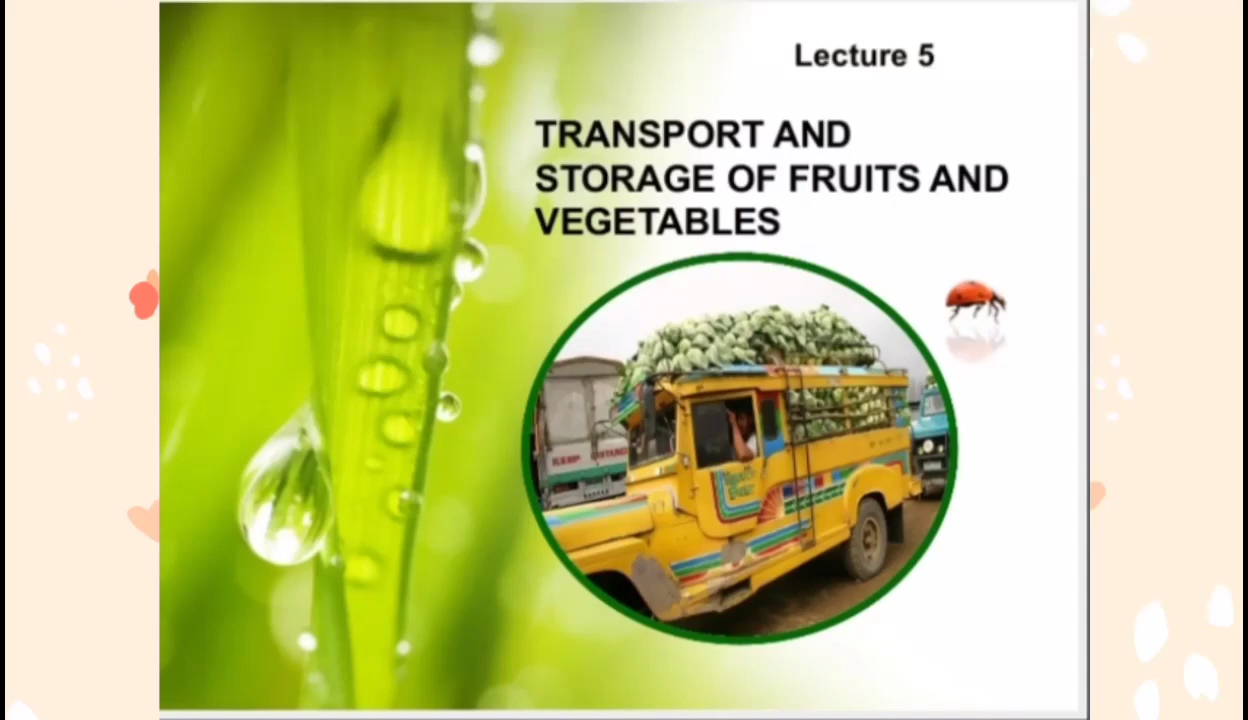 Lecture 5
TRANSPORT AND
STORAGE OF FRUITS AND
VEGETABLES